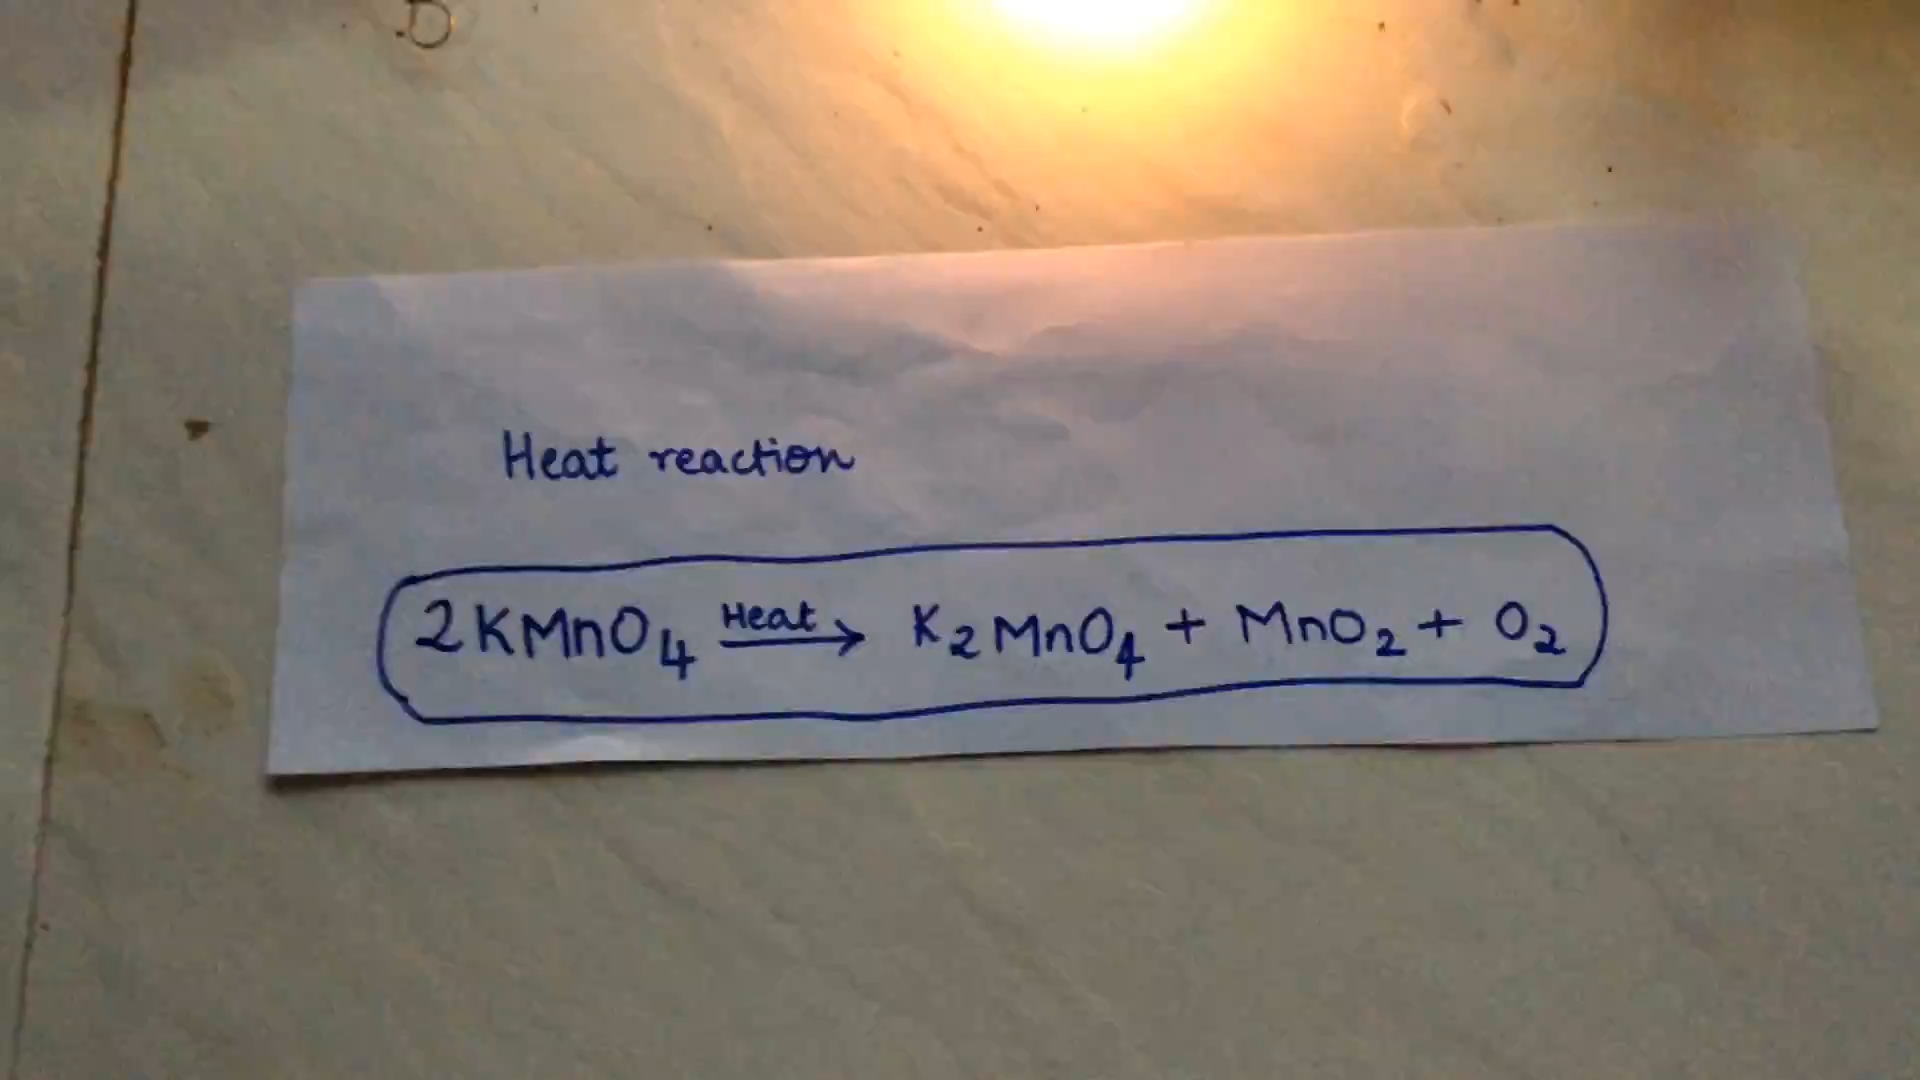 Heat reaction
2KMnO₄ Heat → K₂MnO₄ + MnO₂ + O₂